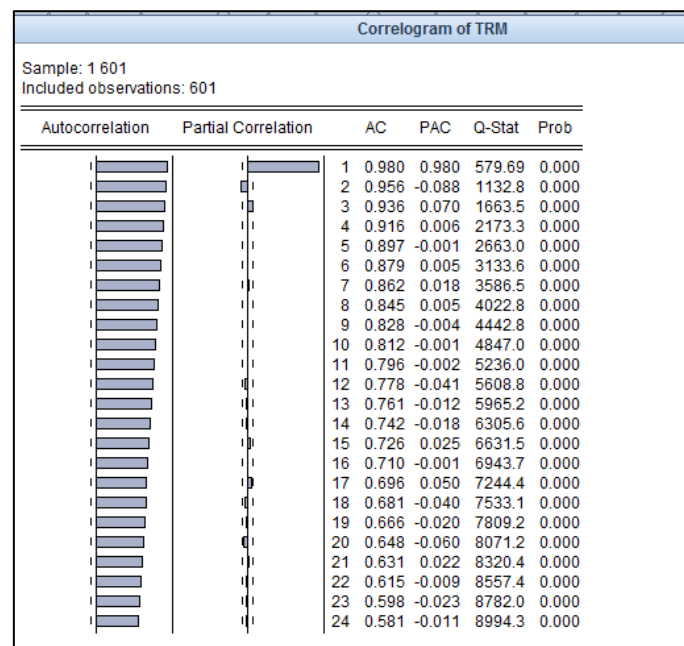 Correlogram of TRM
Sample: 1 601
Included observations: 601
Autocorrelation Partial Correlation AC PAC Q-Stat Prob
1 0.980 0.980 579.69 0.000
2 0.956 -0.088 1132.8 0.000
3 0.936 0.070 1663.5 0.000
4 0.916 0.006 2173.3 0.000
5 0.897 -0.001 2663.0 0.000
6 0.879 0.005 3133.6 0.000
7 0.862 0.018 3586.5 0.000
8 0.845 0.005 4022.8 0.000
9 0.828 -0.004 4442.8 0.000
10 0.812 -0.001 4847.0 0.000
11 0.796 -0.002 5236.0 0.000
12 0.778 -0.041 5608.8 0.000
13 0.761 -0.012 5965.2 0.000
14 0.742 -0.018 6305.6 0.000
15 0.726 0.025 6631.5 0.000
16 0.710 -0.001 6943.7 0.000
17 0.696 0.050 7244.4 0.000
18 0.681 -0.040 7533.1 0.000
19 0.666 -0.020 7809.2 0.000
20 0.648 -0.060 8071.2 0.000
21 0.631 0.022 8320.4 0.000
22 0.615 -0.009 8557.4 0.000
23 0.598 -0.023 8782.0 0.000
24 0.581 -0.011 8994.3 0.000